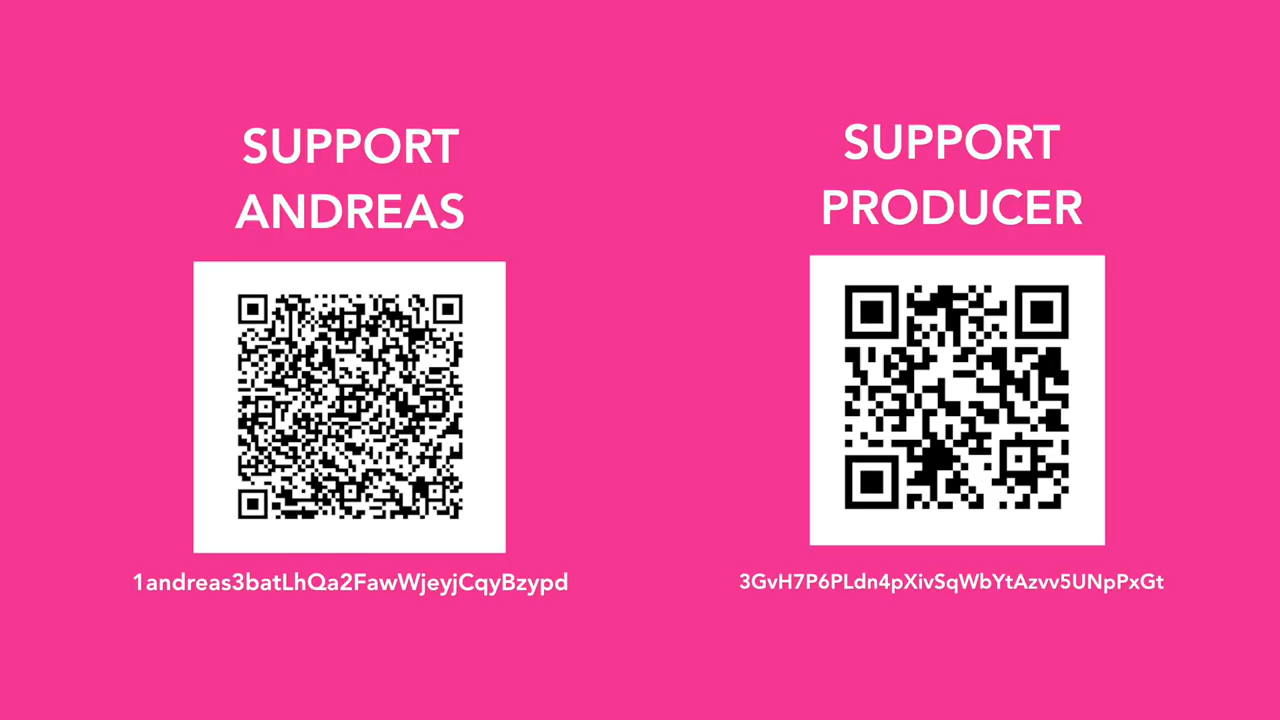 SUPPORT
ANDREAS
1andreas3batLhQa2FawWjeyjCqyBzypd
SUPPORT
PRODUCER
3GvH7P6PLdn4pXivSqWbYtAzvv5UNpPxGt